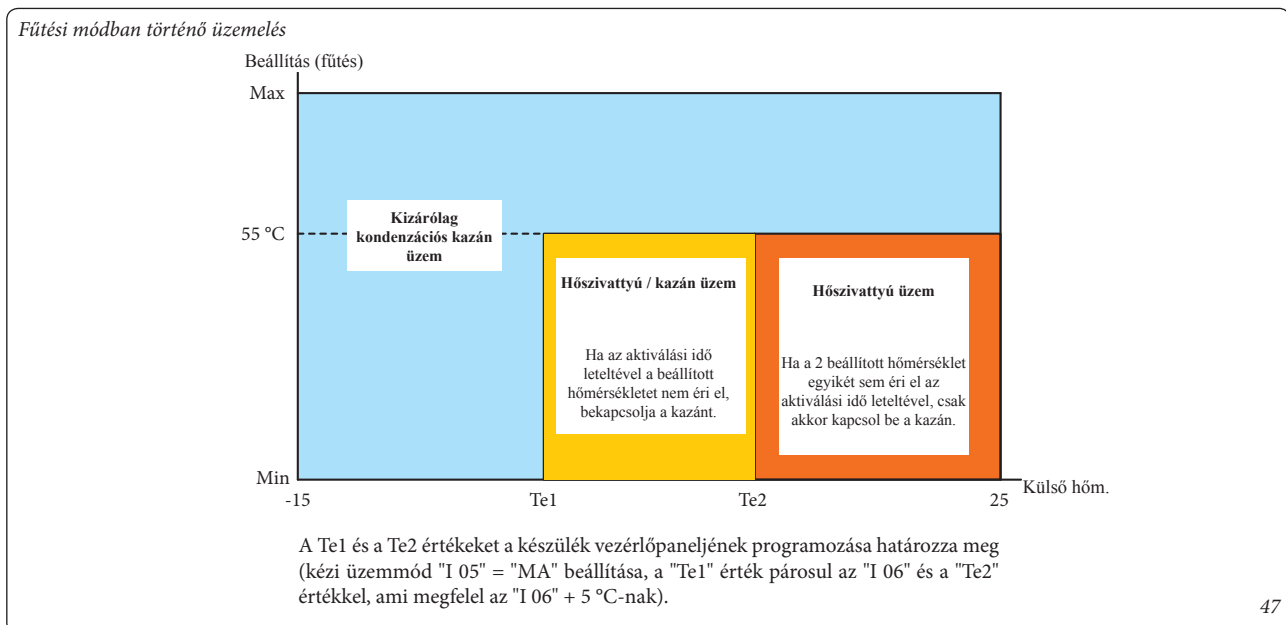 Fűtési módban történő üzemelés
Beállítás (fűtés)
Max
Kizárólag
kondenzációs kazán
üzem
55 °C
Hőszivattyú / kazán üzem
Ha az aktiválási idő
leteltével a beállított
hőmérsékletet nem éri el,
bekapcsolja a kazánt.
Hőszivattyú üzem
Ha a 2 beállított hőmérséklet
egyikét sem éri el az
aktiválási idő leteltével, csak
akkor kapcsol be a kazán.
Min
-15
Te1
Te2
25
Külső hőm.
A Te1 és a Te2 értékeket a készülék vezérlőpaneljének programozása határozza meg
(kézi üzemmód "I 05" = "MA" beállítása, a "Te1" érték párosul az "I 06" és a "Te2"
értékkel, ami megfelel az "I 06" + 5 °C-nak).
47